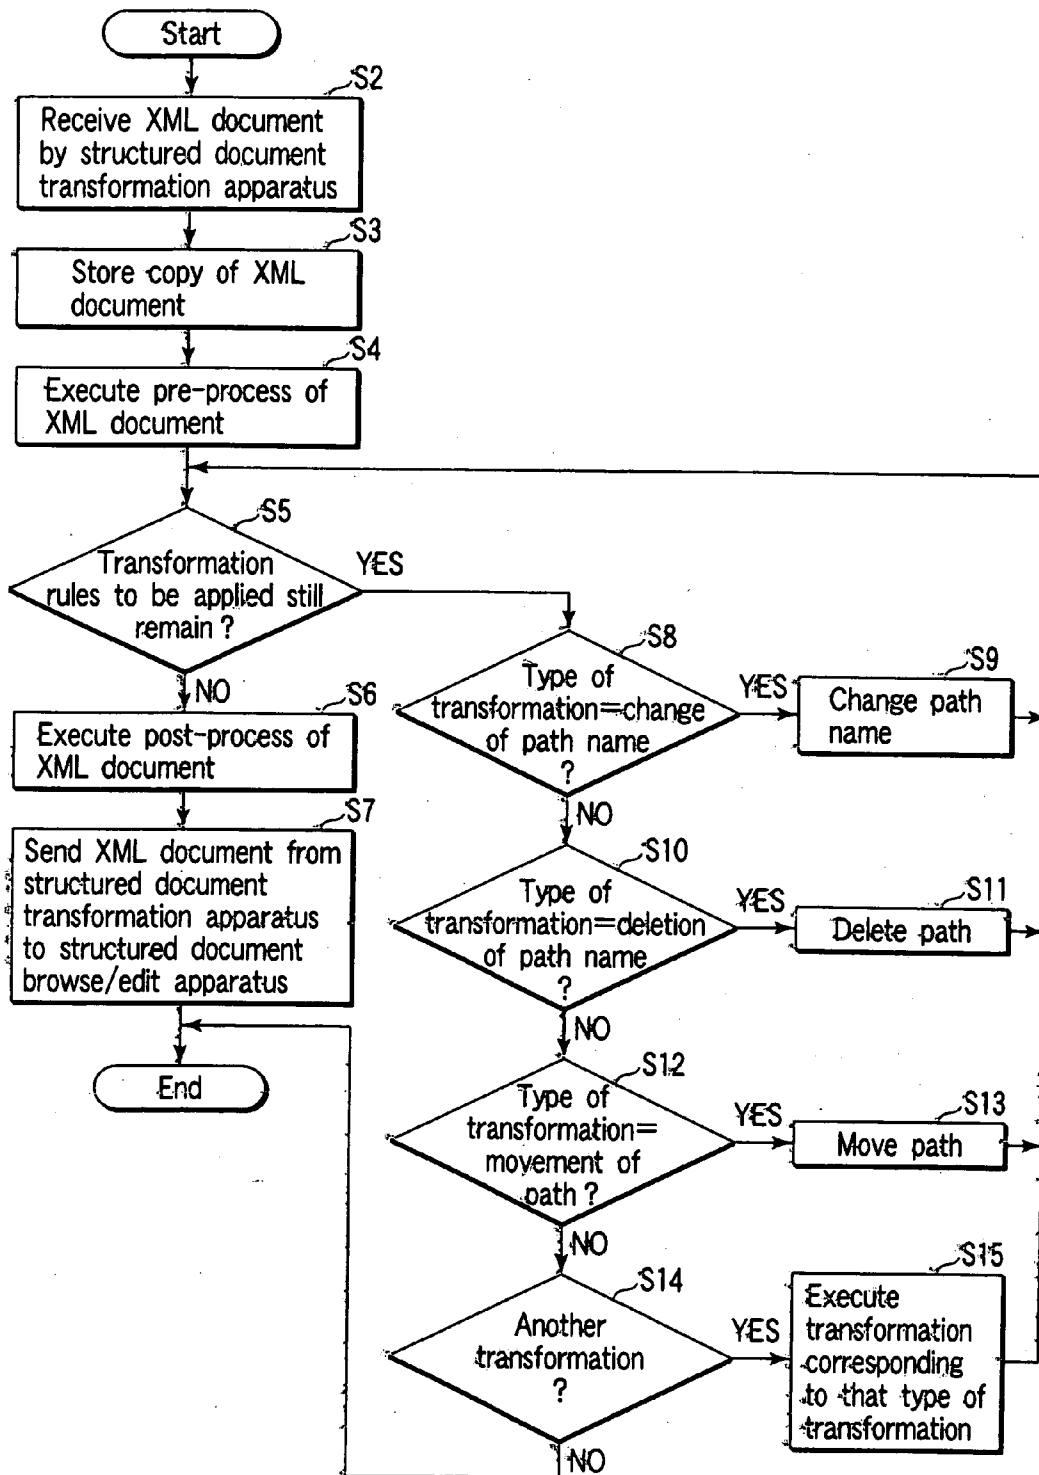 Start
S2
Receive XML document
by structured document
transformation apparatus
S3
Store copy of XML
document
S4
Execute pre-process of
XML document
S5
Transformation
rules to be applied still
remain ?
YES
NO
S6
Execute post-process of
XML document
S7
Send XML document from
structured document
transformation apparatus
to structured document
browse/edit apparatus
End
S8
Type of
transformation=change
of path name
?
YES
S9
Change path
name
NO
S10
Type of
transformation=deletion
of path name
?
YES
S11
Delete path
NO
S12
Type of
transformation=
movement of
path ?
YES
S13
Move path
NO
S14
Another
transformation
?
YES
S15
Execute
transformation
corresponding
to that type of
transformation
NO